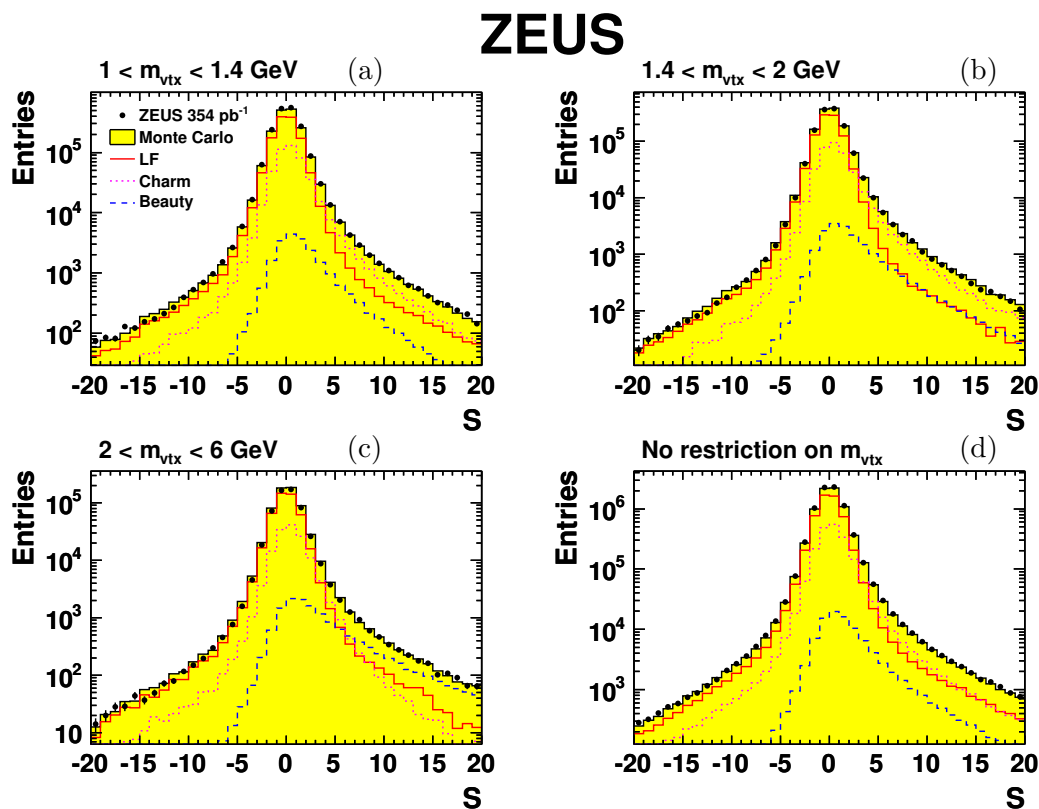 ZEUS
1 < m_vtx < 1.4 GeV (a)
Entries
10^5
10^4
10^3
10^2
ZEUS 354 pb^-1
Monte Carlo
LF
Charm
Beauty
-20 -15 -10 -5 0 5 10 15 20
S
1.4 < m_vtx < 2 GeV (b)
Entries
10^5
10^4
10^3
10^2
-20 -15 -10 -5 0 5 10 15 20
S
2 < m_vtx < 6 GeV (c)
Entries
10^5
10^4
10^3
10^2
10
-20 -15 -10 -5 0 5 10 15 20
S
No restriction on m_vtx (d)
Entries
10^6
10^5
10^4
10^3
-20 -15 -10 -5 0 5 10 15 20
S